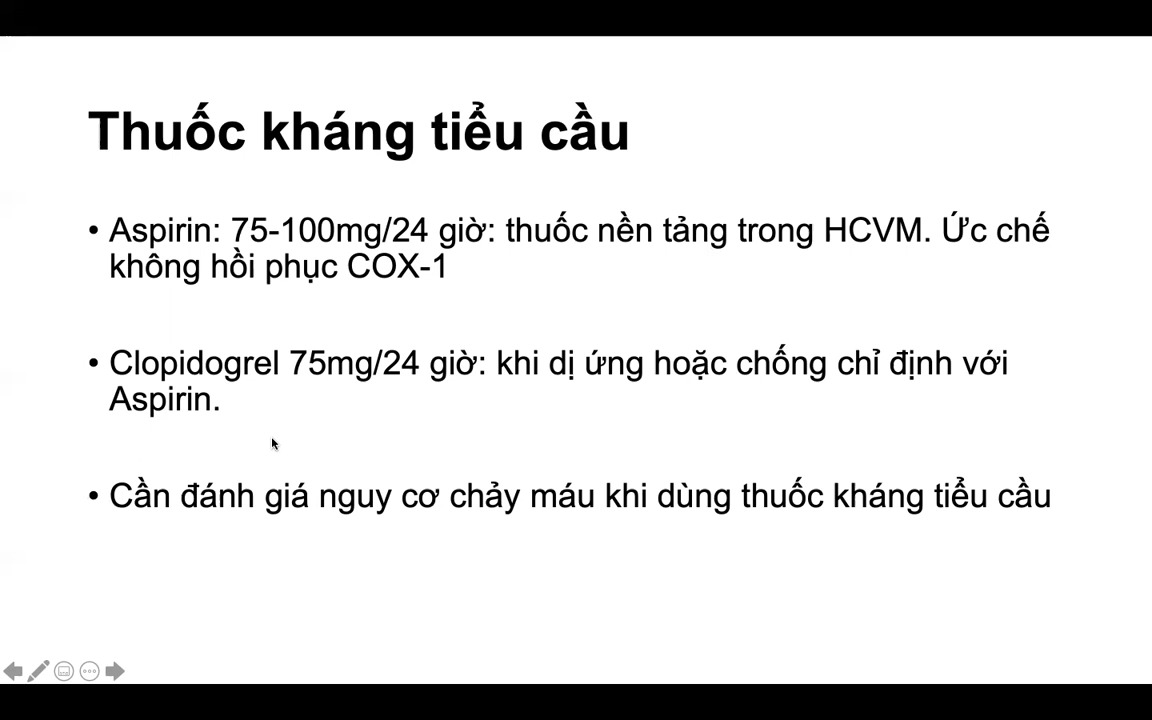 Thuốc kháng tiểu cầu
• Aspirin: 75-100mg/24 giờ: thuốc nền tảng trong HCVM. Ức chế
không hồi phục COX-1
• Clopidogrel 75mg/24 giờ: khi dị ứng hoặc chống chỉ định với
Aspirin.
• Cần đánh giá nguy cơ chảy máu khi dùng thuốc kháng tiểu cầu